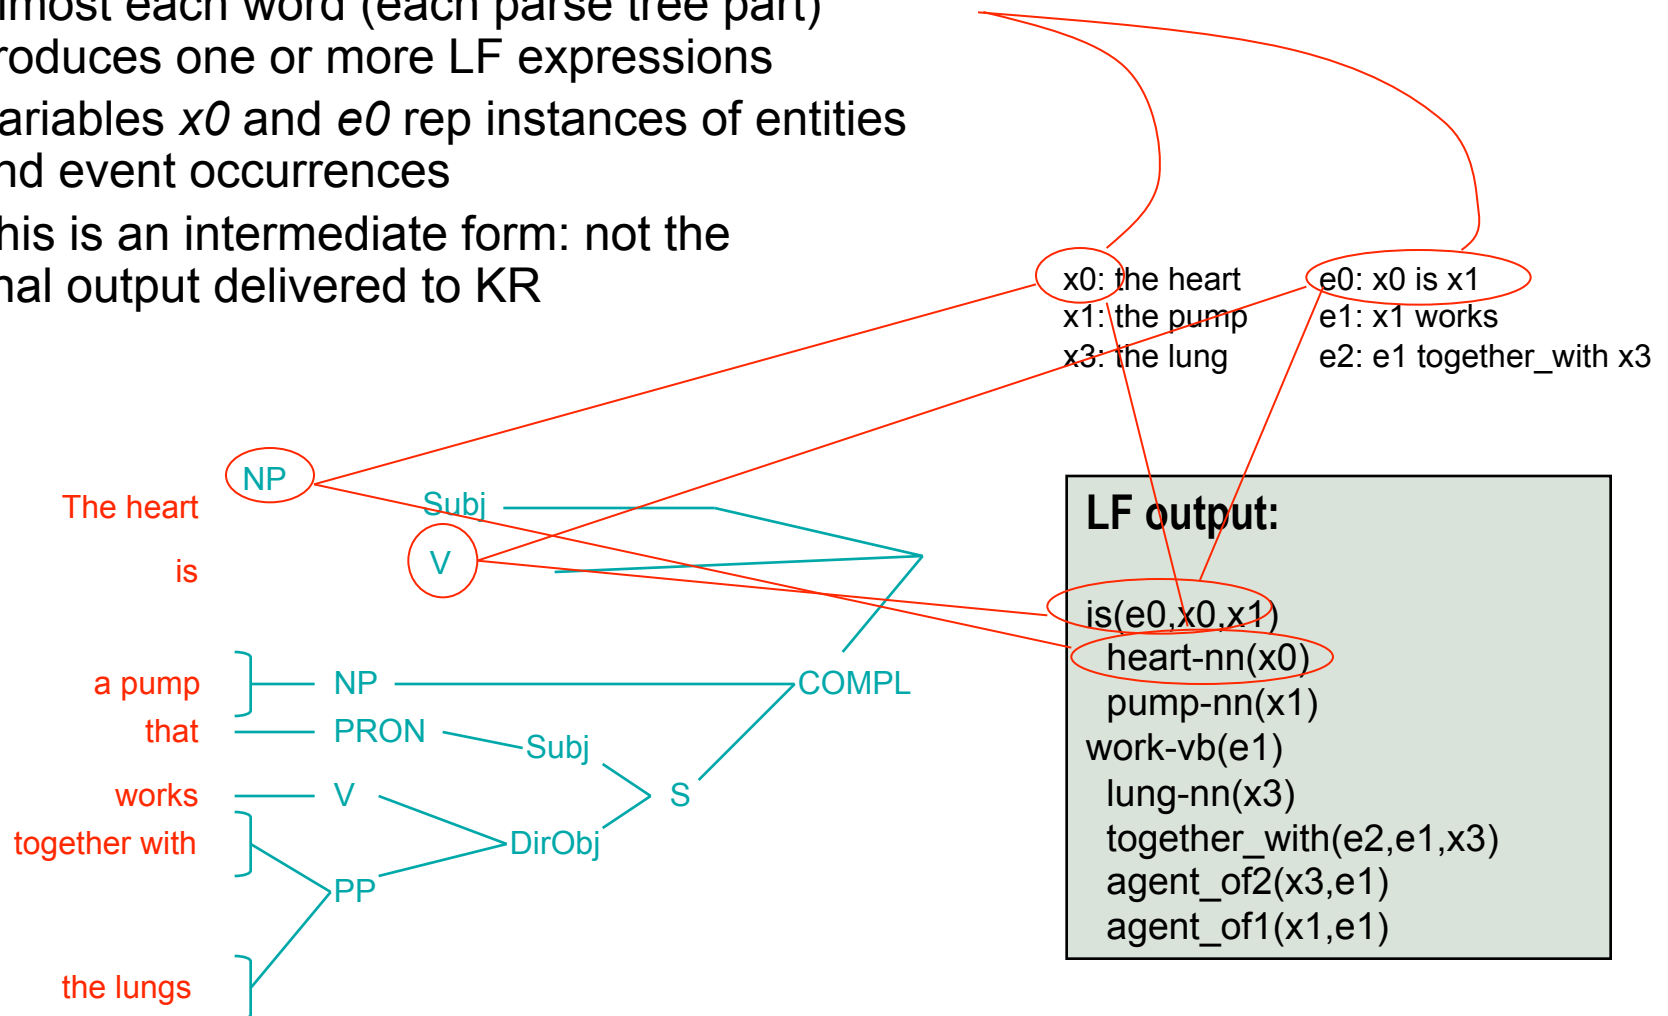 lmost each word (each parse tree part)
roduces one or more LF expressions
ariables x0 and e0 rep instances of entities
nd event occurrences
his is an intermediate form: not the
nal output delivered to KR
x0: the heart
x1: the pump
x3: the lung
e0: x0 is x1
e1: x1 works
e2: e1 together_with x3
The heart
NP
Subj
is
V
a pump
NP
COMPL
that
PRON
Subj
works
V
S
together with
DirObj
PP
the lungs
LF output:
is(e0,x0,x1)
heart-nn(x0)
pump-nn(x1)
work-vb(e1)
lung-nn(x3)
together_with(e2,e1,x3)
agent_of2(x3,e1)
agent_of1(x1,e1)